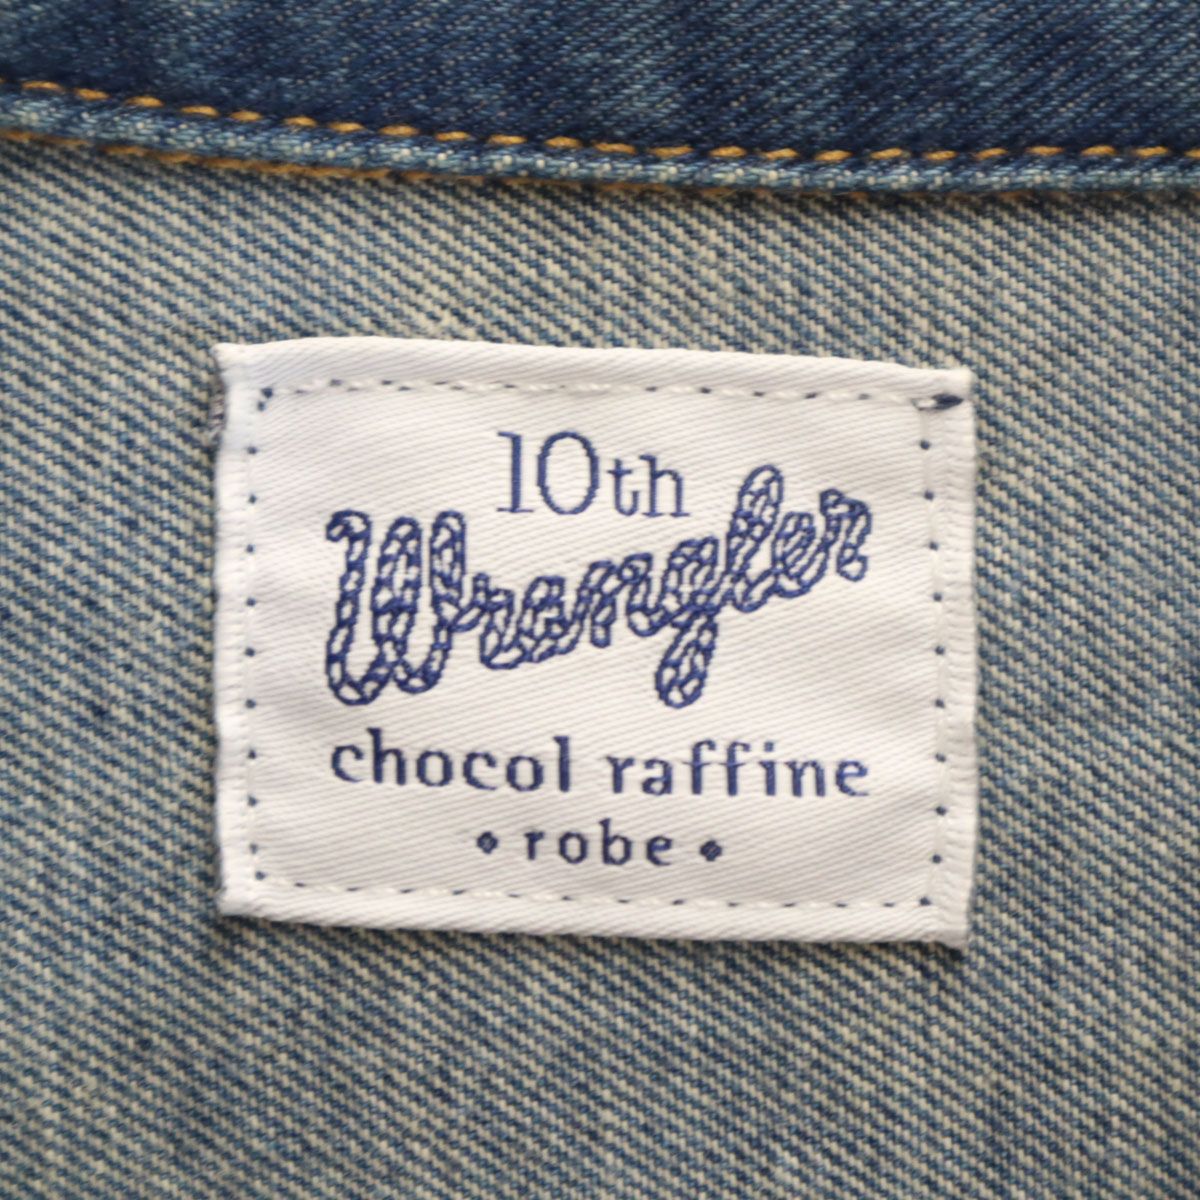 10th
Wrangler
chocol raffine
• robe •